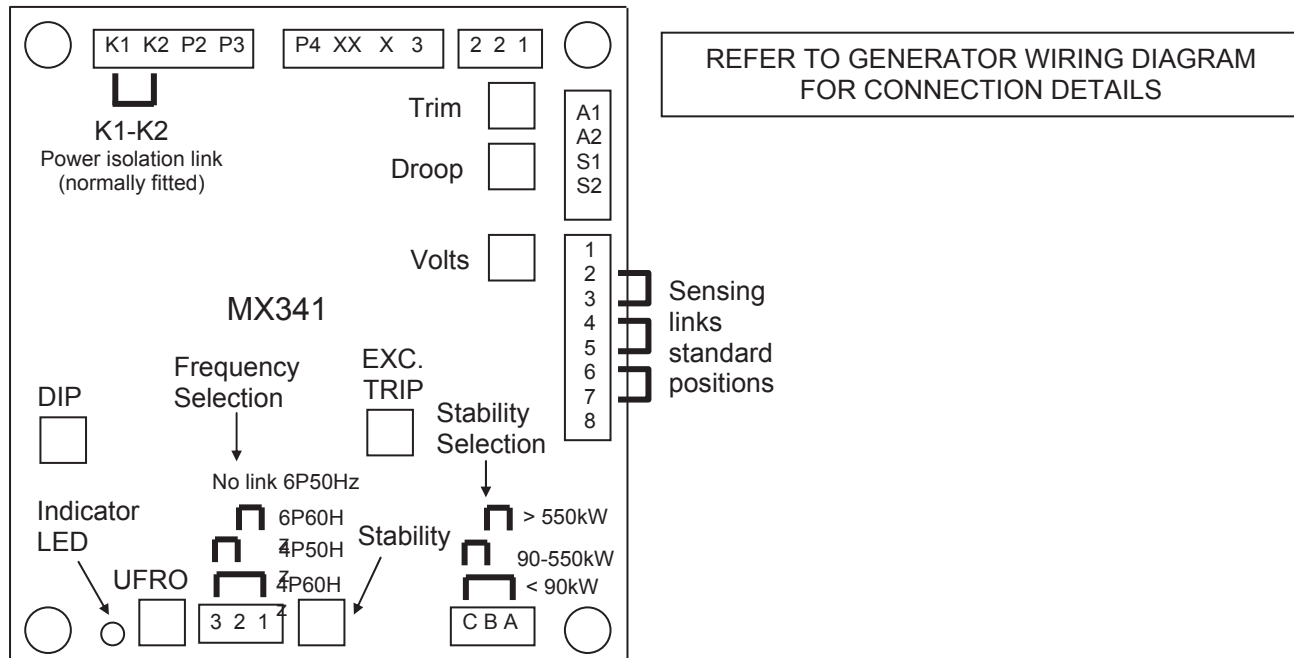 K1 K2 P2 P3
P4 XX X 3
2 2 1
REFER TO GENERATOR WIRING DIAGRAM
FOR CONNECTION DETAILS
K1-K2
Power isolation link
(normally fitted)
Trim
Droop
Volts
A1
A2
S1
S2
1
2
3
4
5
6
7
8
Sensing
links
standard
positions
MX341
Frequency
Selection
EXC.
TRIP
DIP
Stability
Selection
No link 6P50Hz
6P60H
Z
4P50H
Z
4P60H
Z
Indicator
LED
UFRO
Stability
> 550kW
90-550kW
< 90kW
3 2 1
C B A